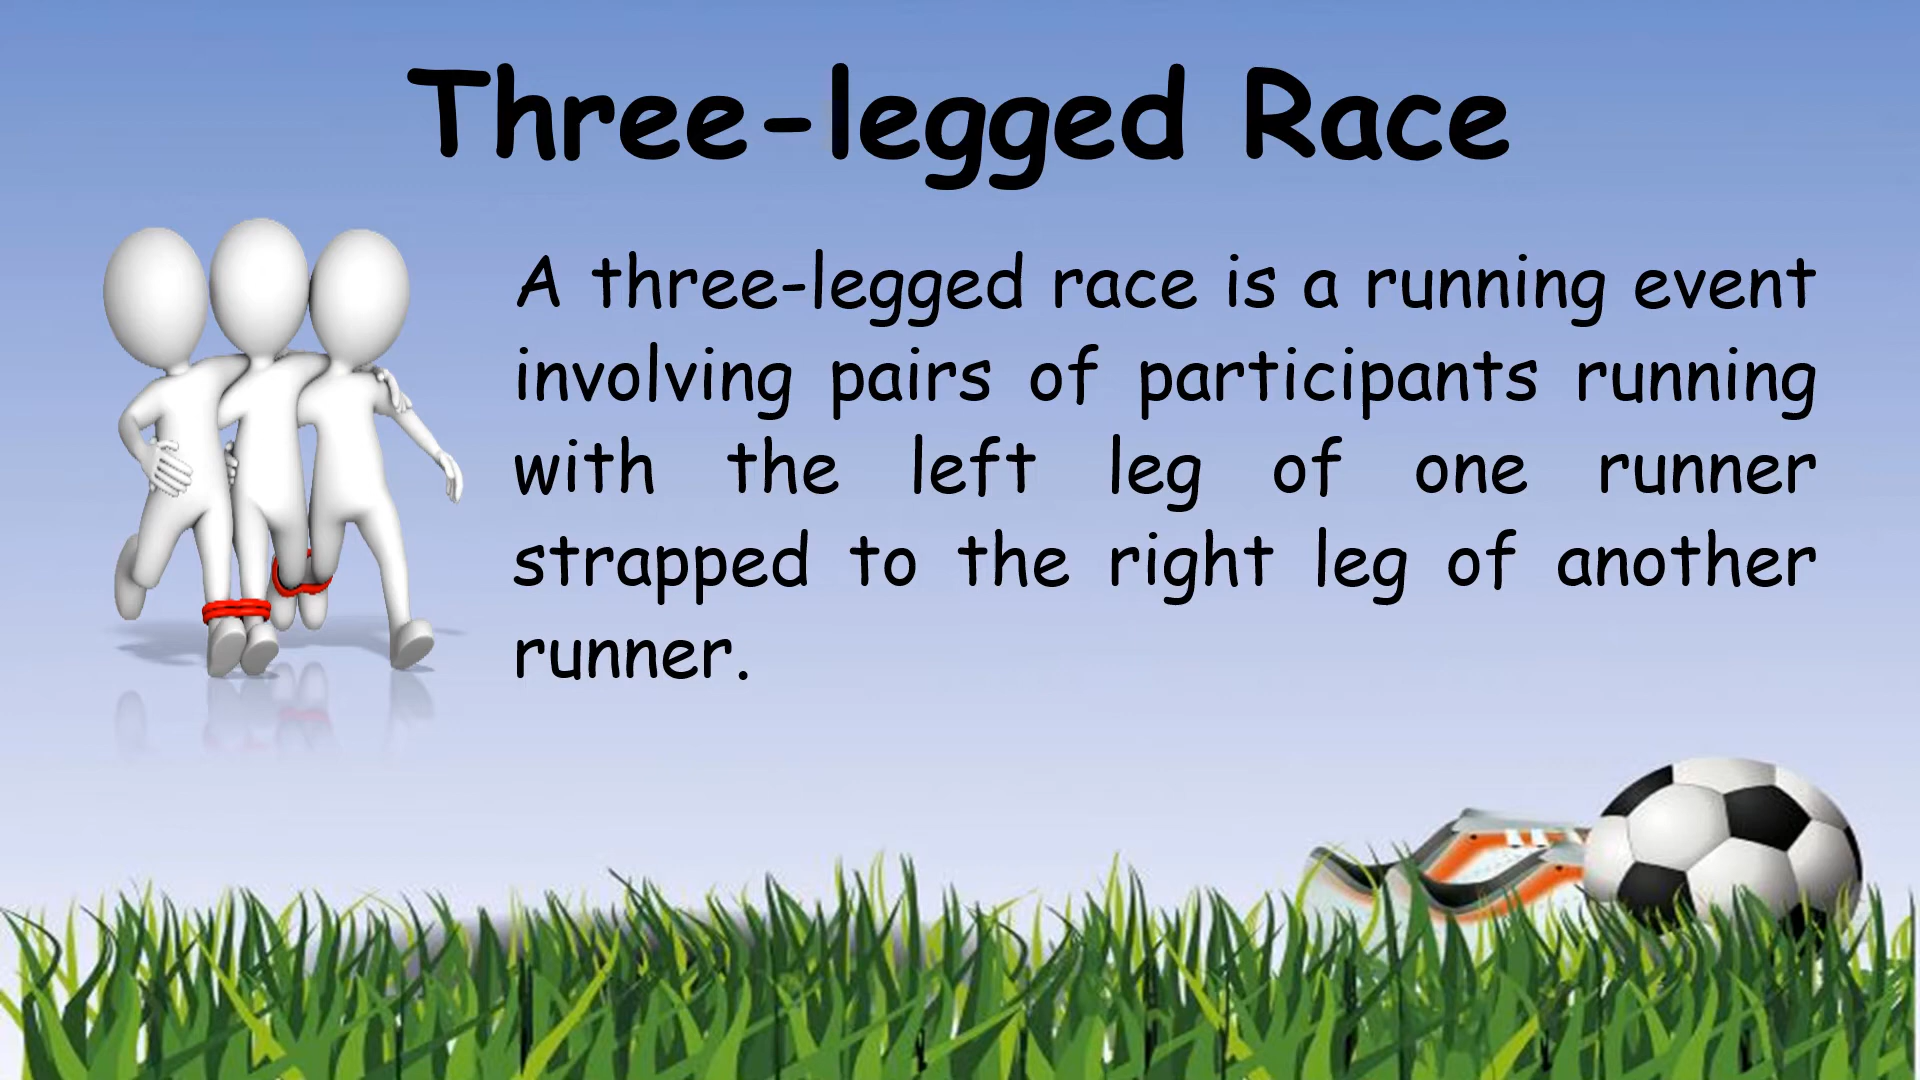 Three-legged Race
A three-legged race is a running event
involving pairs of participants running
with the left leg of one runner
strapped to the right leg of another
runner.